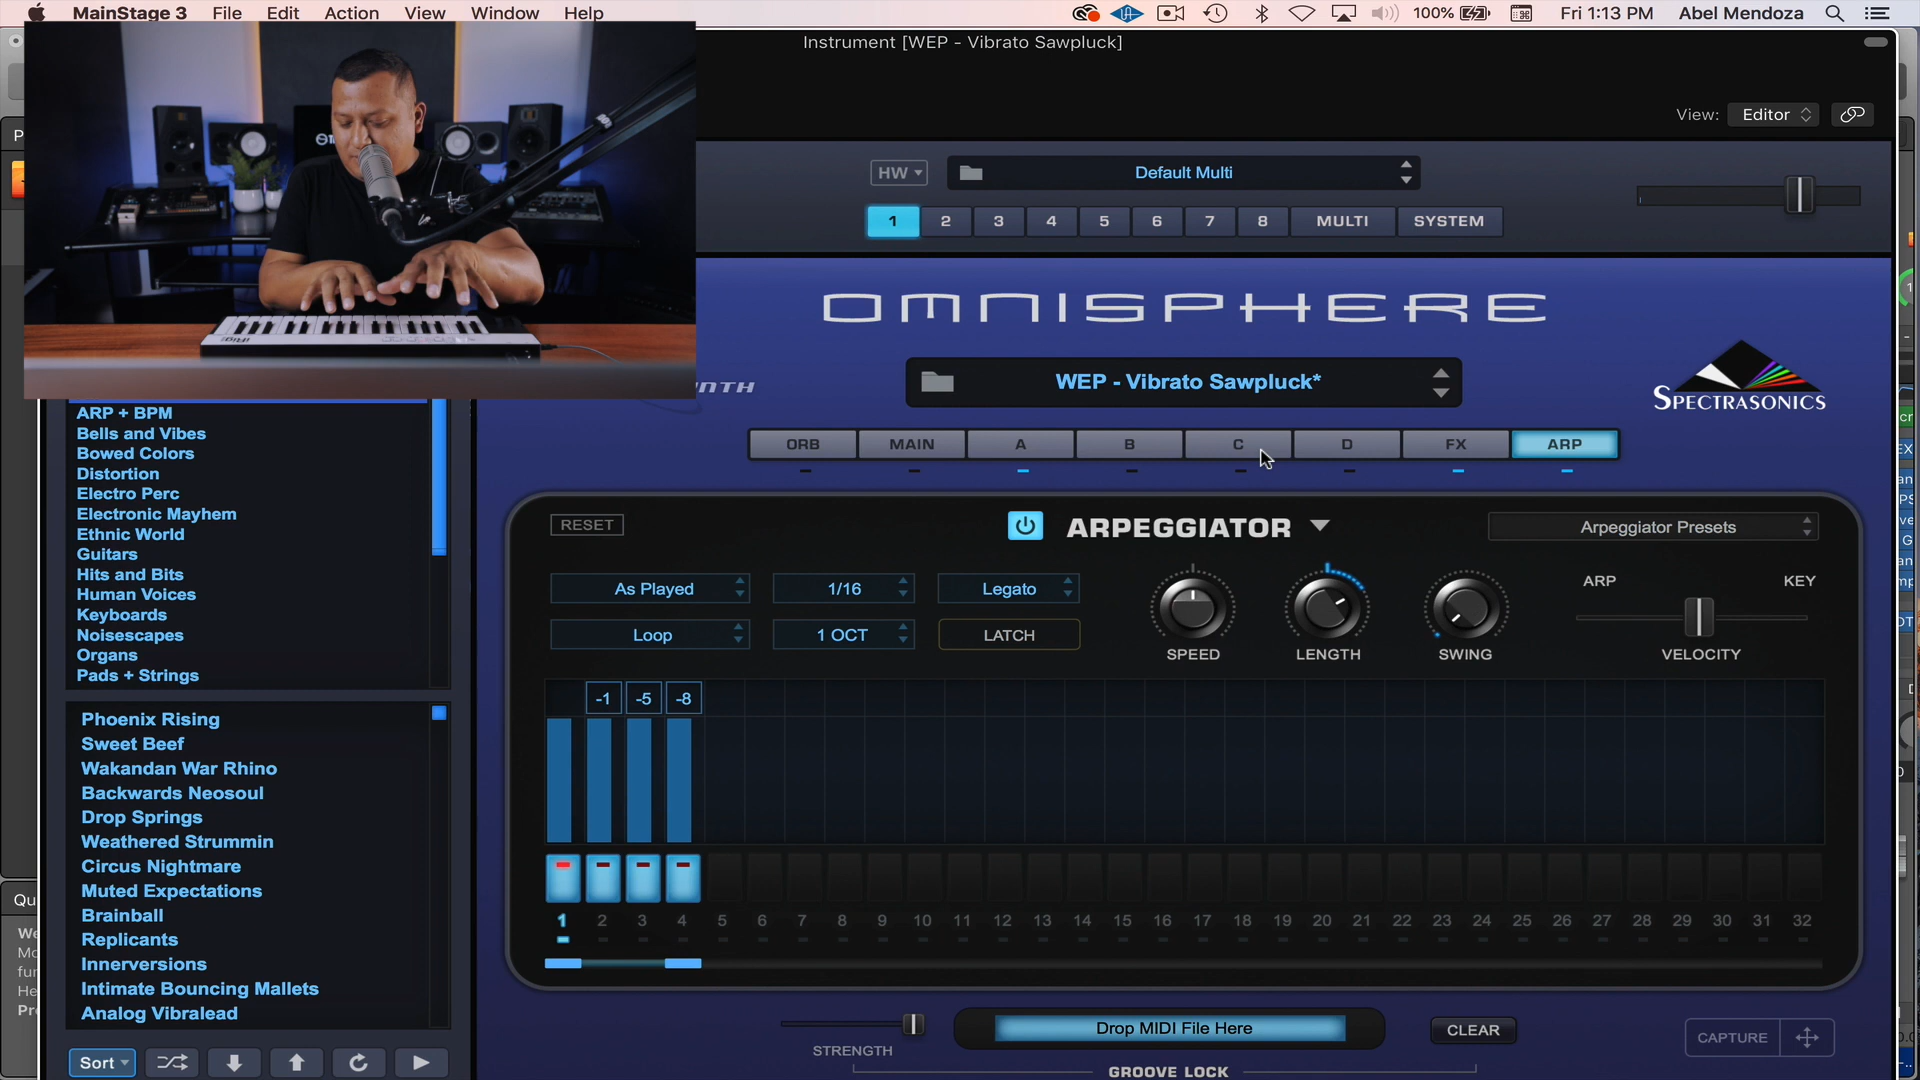 MainStage 3 File Edit Action View Window Help 100% Fri 1:13 PM Abel Mendoza
Instrument [WEP - Vibrato Sawpluck]
View: Editor
HW Default Multi
1 2 3 4 5 6 7 8 MULTI SYSTEM
OMNISPHERE
WEP - Vibrato Sawpluck*
SPECTRASONICS
ORB MAIN A B C D FX ARP
RESET ARPEGGIATOR Arpeggiator Presets
As Played 1/16 Legato
Loop 1 OCT LATCH
SPEED LENGTH SWING
ARP KEY
VELOCITY
-1 -5 -8
1 2 3 4 5 6 7 8 9 10 11 12 13 14 15 16 17 18 19 20 21 22 23 24 25 26 27 28 29 30 31 32
STRENGTH
Drop MIDI File Here
CLEAR
CAPTURE
GROOVE LOCK
ARP + BPM
Bells and Vibes
Bowed Colors
Distortion
Electro Perc
Electronic Mayhem
Ethnic World
Guitars
Hits and Bits
Human Voices
Keyboards
Noisescapes
Organs
Pads + Strings
Phoenix Rising
Sweet Beef
Wakandan War Rhino
Backwards Neosoul
Drop Springs
Weathered Strummin
Circus Nightmare
Muted Expectations
Brainball
Replicants
Innerversions
Intimate Bouncing Mallets
Analog Vibralead
Sort